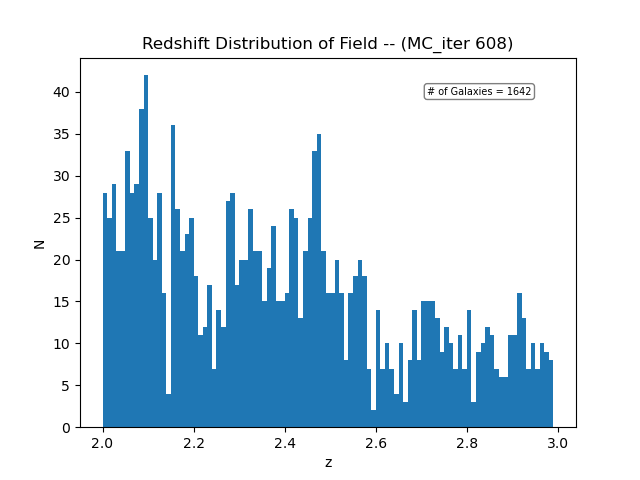 Redshift Distribution of Field -- (MC_iter 608)
# of Galaxies = 1642
40
35
30
25
20
15
10
5
0
N
2.0 2.2 2.4 2.6 2.8 3.0
z